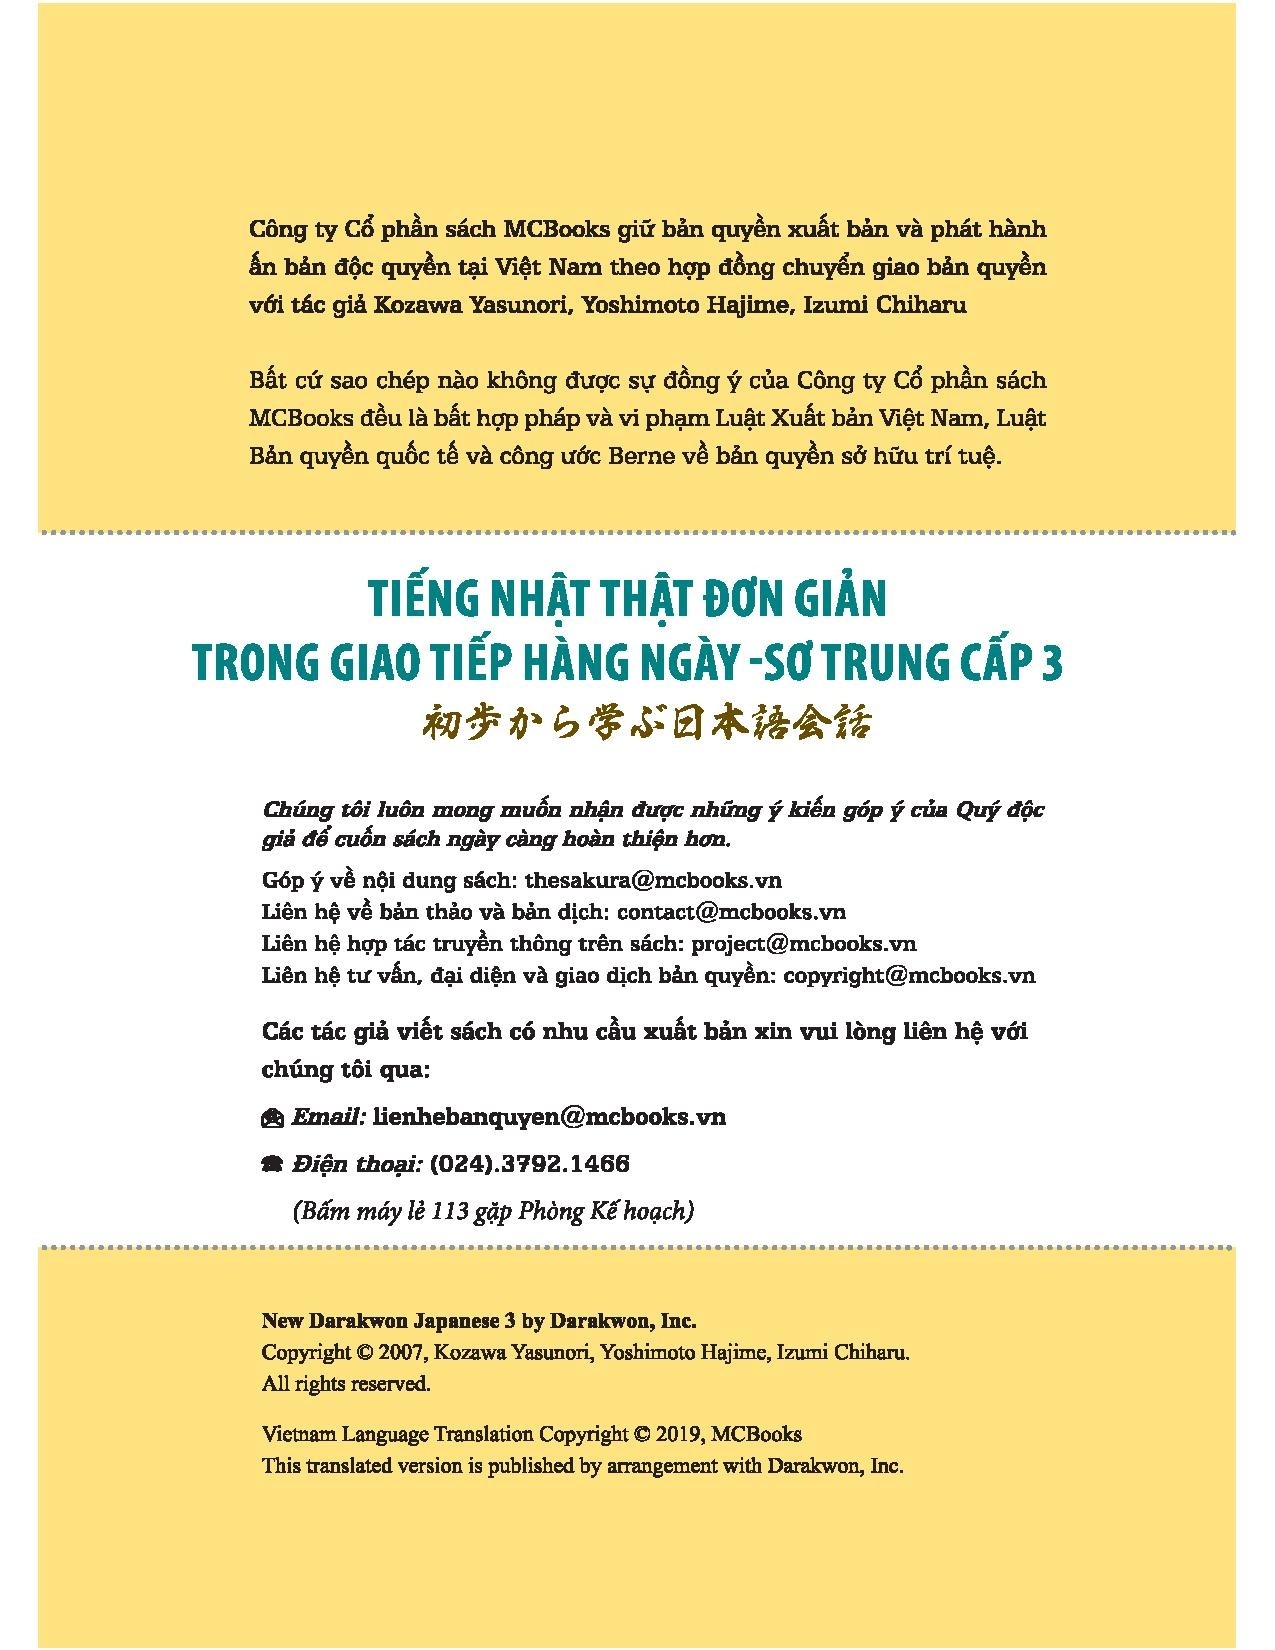 Công ty Cổ phần sách MCBooks giữ bản quyền xuất bản và phát hành
ấn bản độc quyền tại Việt Nam theo hợp đồng chuyển giao bản quyền
với tác giả Kozawa Yasunori, Yoshimoto Hajime, Izumi Chiharu
Bất cứ sao chép nào không được sự đồng ý của Công ty Cổ phần sách
MCBooks đều là bất hợp pháp và vi phạm Luật Xuất bản Việt Nam, Luật
Bản quyền quốc tế và công ước Berne về bản quyền sở hữu trí tuệ.
TIẾNG NHẬT THẬT ĐƠN GIẢN
TRONG GIAO TIẾP HÀNG NGÀY -SƠ TRUNG CẤP 3
初歩から学ぶ日本語会話
Chúng tôi luôn mong muốn nhận được những ý kiến góp ý của Quý độc
giả để cuốn sách ngày càng hoàn thiện hơn.
Góp ý về nội dung sách: thesakura@mcbooks.vn
Liên hệ về bản thảo và bản dịch: contact@mcbooks.vn
Liên hệ hợp tác truyền thông trên sách: project@mcbooks.vn
Liên hệ tư vấn, đại diện và giao dịch bản quyền: copyright@mcbooks.vn
Các tác giả viết sách có nhu cầu xuất bản xin vui lòng liên hệ với
chúng tôi qua:
Email: lienhebanquyen@mcbooks.vn
Điện thoại: (024).3792.1466
(Bấm máy lẻ 113 gặp Phòng Kế hoạch)
New Darakwon Japanese 3 by Darakwon, Inc.
Copyright © 2007, Kozawa Yasunori, Yoshimoto Hajime, Izumi Chiharu.
All rights reserved.
Vietnam Language Translation Copyright © 2019, MCBooks
This translated version is published by arrangement with Darakwon, Inc.